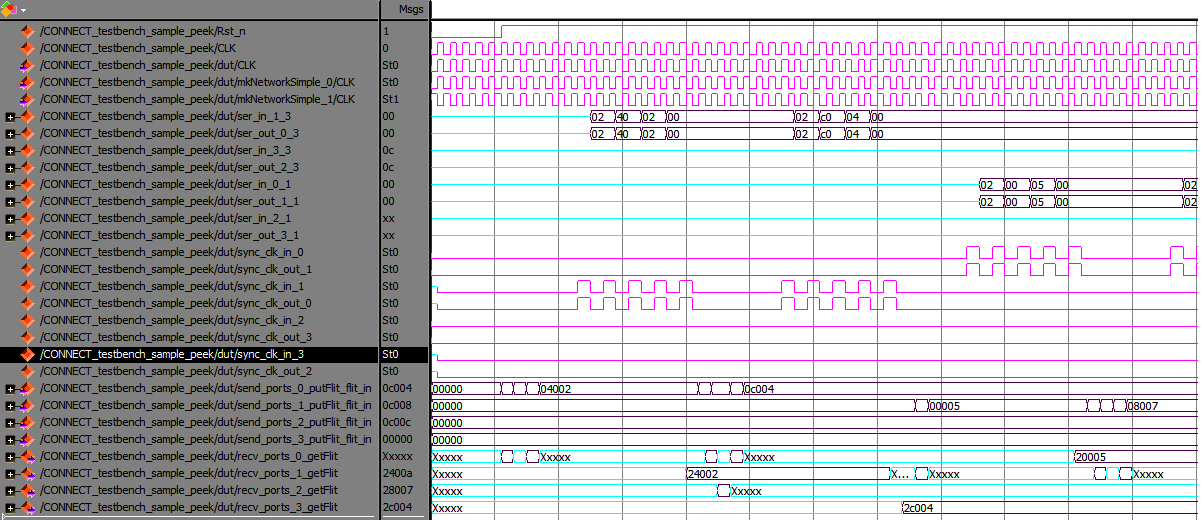 Msgs
/CONNECT_testbench_sample_peek/Rst_n 1
/CONNECT_testbench_sample_peek/CLK 0
/CONNECT_testbench_sample_peek/dut/CLK St0
/CONNECT_testbench_sample_peek/dut/mkNetworkSimple_0/CLK St0
/CONNECT_testbench_sample_peek/dut/mkNetworkSimple_1/CLK St1
/CONNECT_testbench_sample_peek/dut/ser_in_1_3 00 02 40 02 00 02 c0 04 00
/CONNECT_testbench_sample_peek/dut/ser_out_0_3 00 02 40 02 00 02 c0 04 00
/CONNECT_testbench_sample_peek/dut/ser_in_3_3 0c
/CONNECT_testbench_sample_peek/dut/ser_out_2_3 0c
/CONNECT_testbench_sample_peek/dut/ser_in_0_1 00 02 00 05 00 02
/CONNECT_testbench_sample_peek/dut/ser_out_1_1 00 02 00 05 00 02
/CONNECT_testbench_sample_peek/dut/ser_in_2_1 xx
/CONNECT_testbench_sample_peek/dut/ser_out_3_1 xx
/CONNECT_testbench_sample_peek/dut/sync_clk_in_0 St0
/CONNECT_testbench_sample_peek/dut/sync_clk_out_1 St0
/CONNECT_testbench_sample_peek/dut/sync_clk_in_1 St0
/CONNECT_testbench_sample_peek/dut/sync_clk_out_0 St0
/CONNECT_testbench_sample_peek/dut/sync_clk_in_2 St0
/CONNECT_testbench_sample_peek/dut/sync_clk_out_3 St0
/CONNECT_testbench_sample_peek/dut/sync_clk_in_3 St0
/CONNECT_testbench_sample_peek/dut/sync_clk_out_2 St0
/CONNECT_testbench_sample_peek/dut/send_ports_0_putFlit_flit_in 0c004 00000 04002 0c004
/CONNECT_testbench_sample_peek/dut/send_ports_1_putFlit_flit_in 0c008 00000 00005 08007
/CONNECT_testbench_sample_peek/dut/send_ports_2_putFlit_flit_in 0c00c 00000
/CONNECT_testbench_sample_peek/dut/send_ports_3_putFlit_flit_in 00000 00000
/CONNECT_testbench_sample_peek/dut/recv_ports_0_getFlit Xxxxx Xxxxx Xxxxx Xxxxx 20005
/CONNECT_testbench_sample_peek/dut/recv_ports_1_getFlit 2400a Xxxxx 24002 X... Xxxxx Xxxxx
/CONNECT_testbench_sample_peek/dut/recv_ports_2_getFlit 28007 Xxxxx Xxxxx
/CONNECT_testbench_sample_peek/dut/recv_ports_3_getFlit 2c004 Xxxxx 2c004